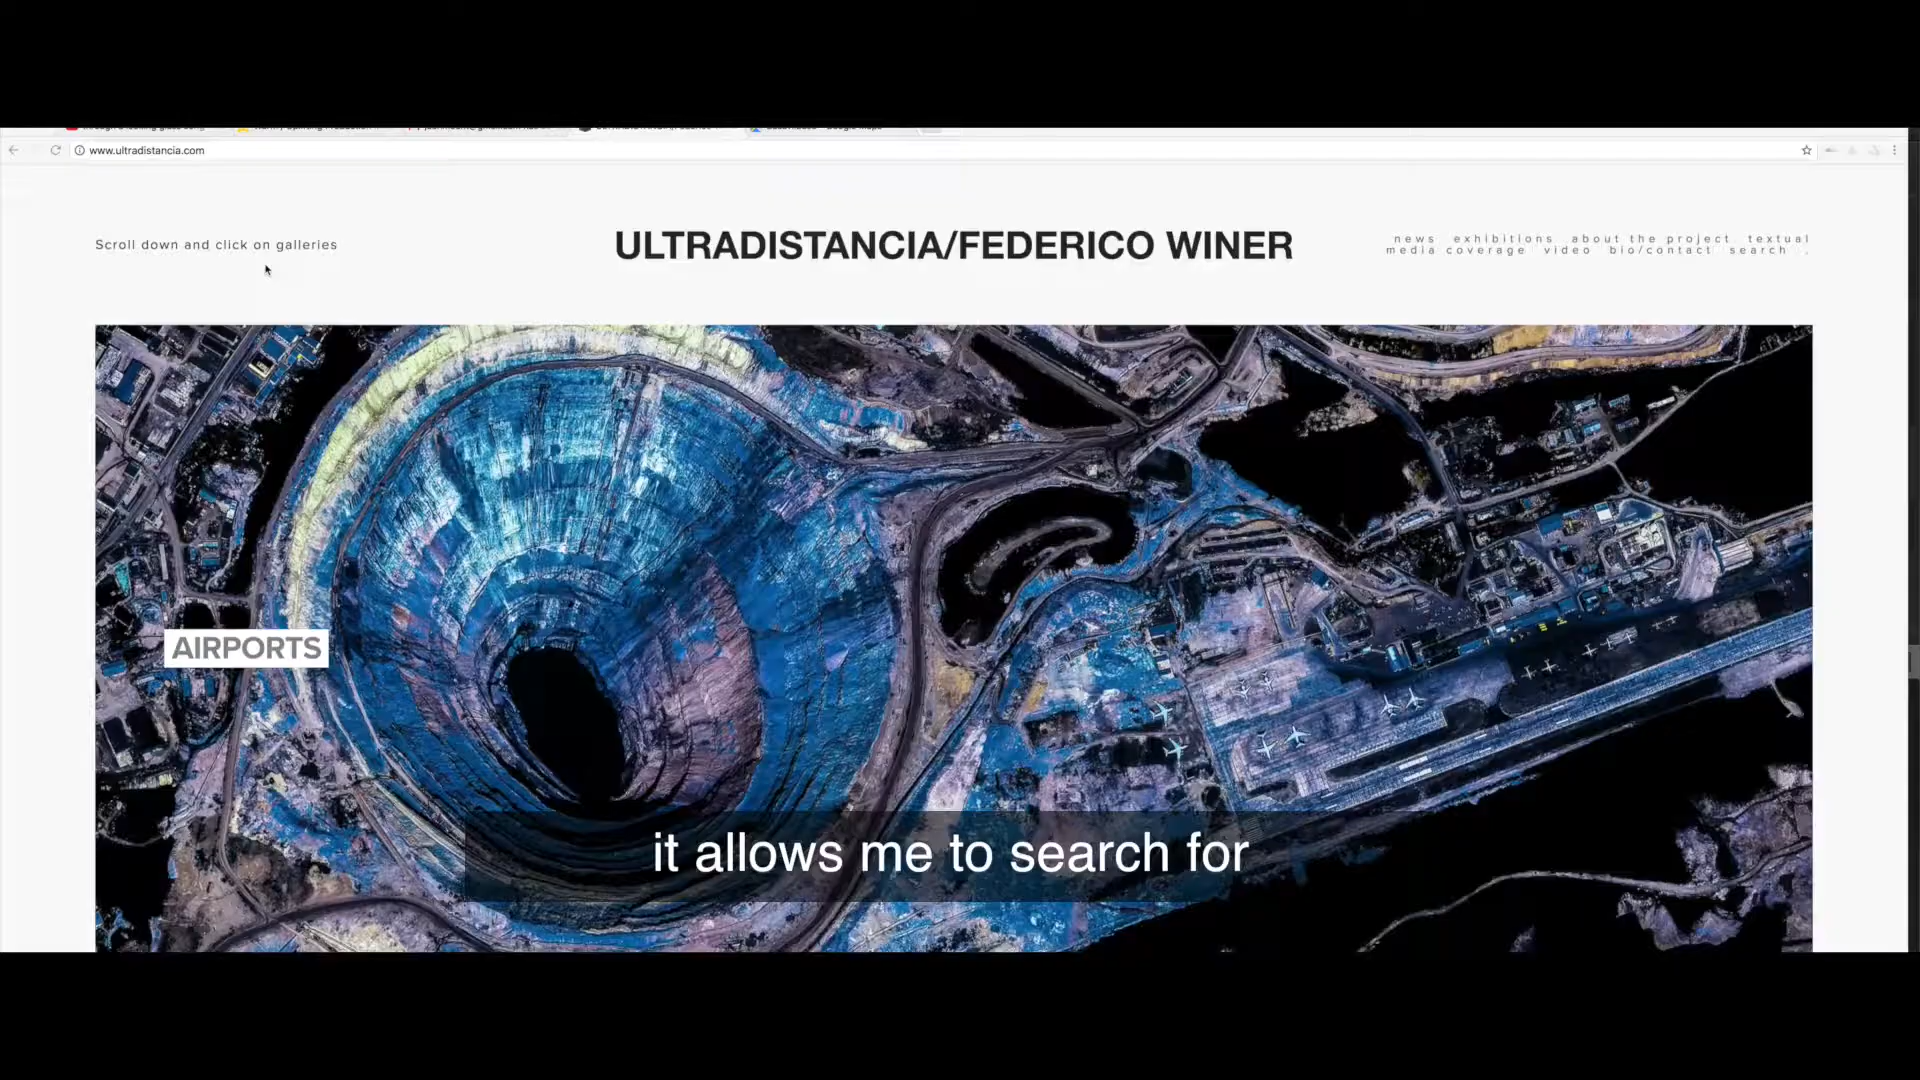 www.ultradistancia.com
Scroll down and click on galleries
ULTRADISTANCIA/FEDERICO WINER
news exhibitions about the project textual
media coverage video bio/contact search .
AIRPORTS
it allows me to search for